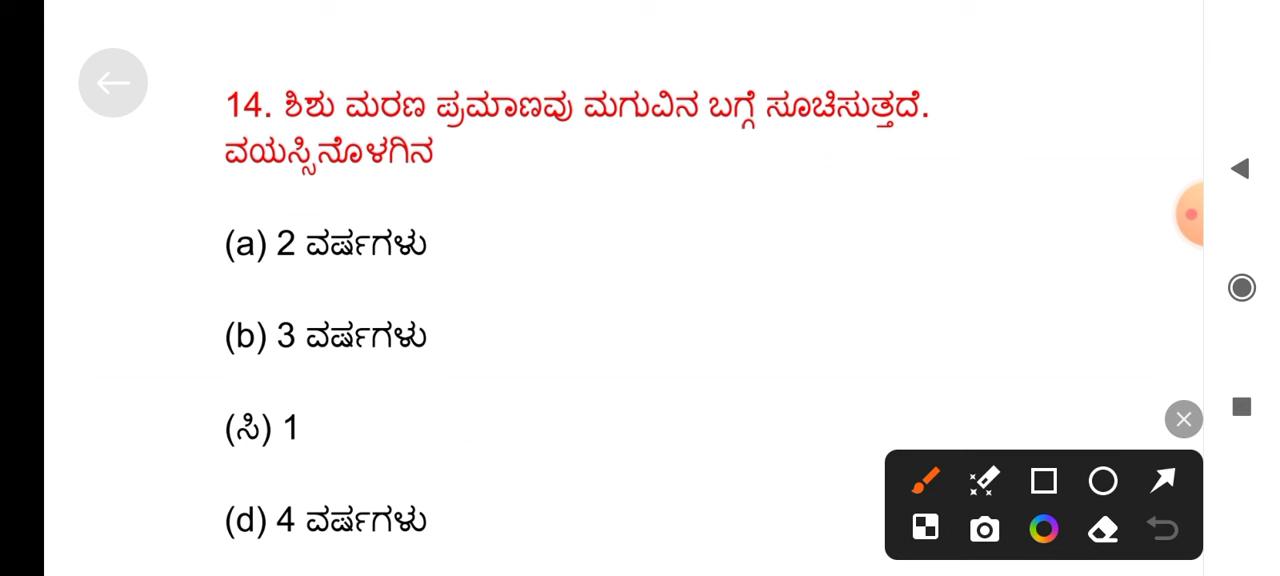 14. ಶಿಶು ಮರಣ ಪ್ರಮಾಣವು ಮಗುವಿನ ಬಗ್ಗೆ ಸೂಚಿಸುತ್ತದೆ.
ವಯಸ್ಸಿನೊಳಗಿನ
(a) 2 ವರ್ಷಗಳು
(b) 3 ವರ್ಷಗಳು
(ಸಿ) 1
(d) 4 ವರ್ಷಗಳು